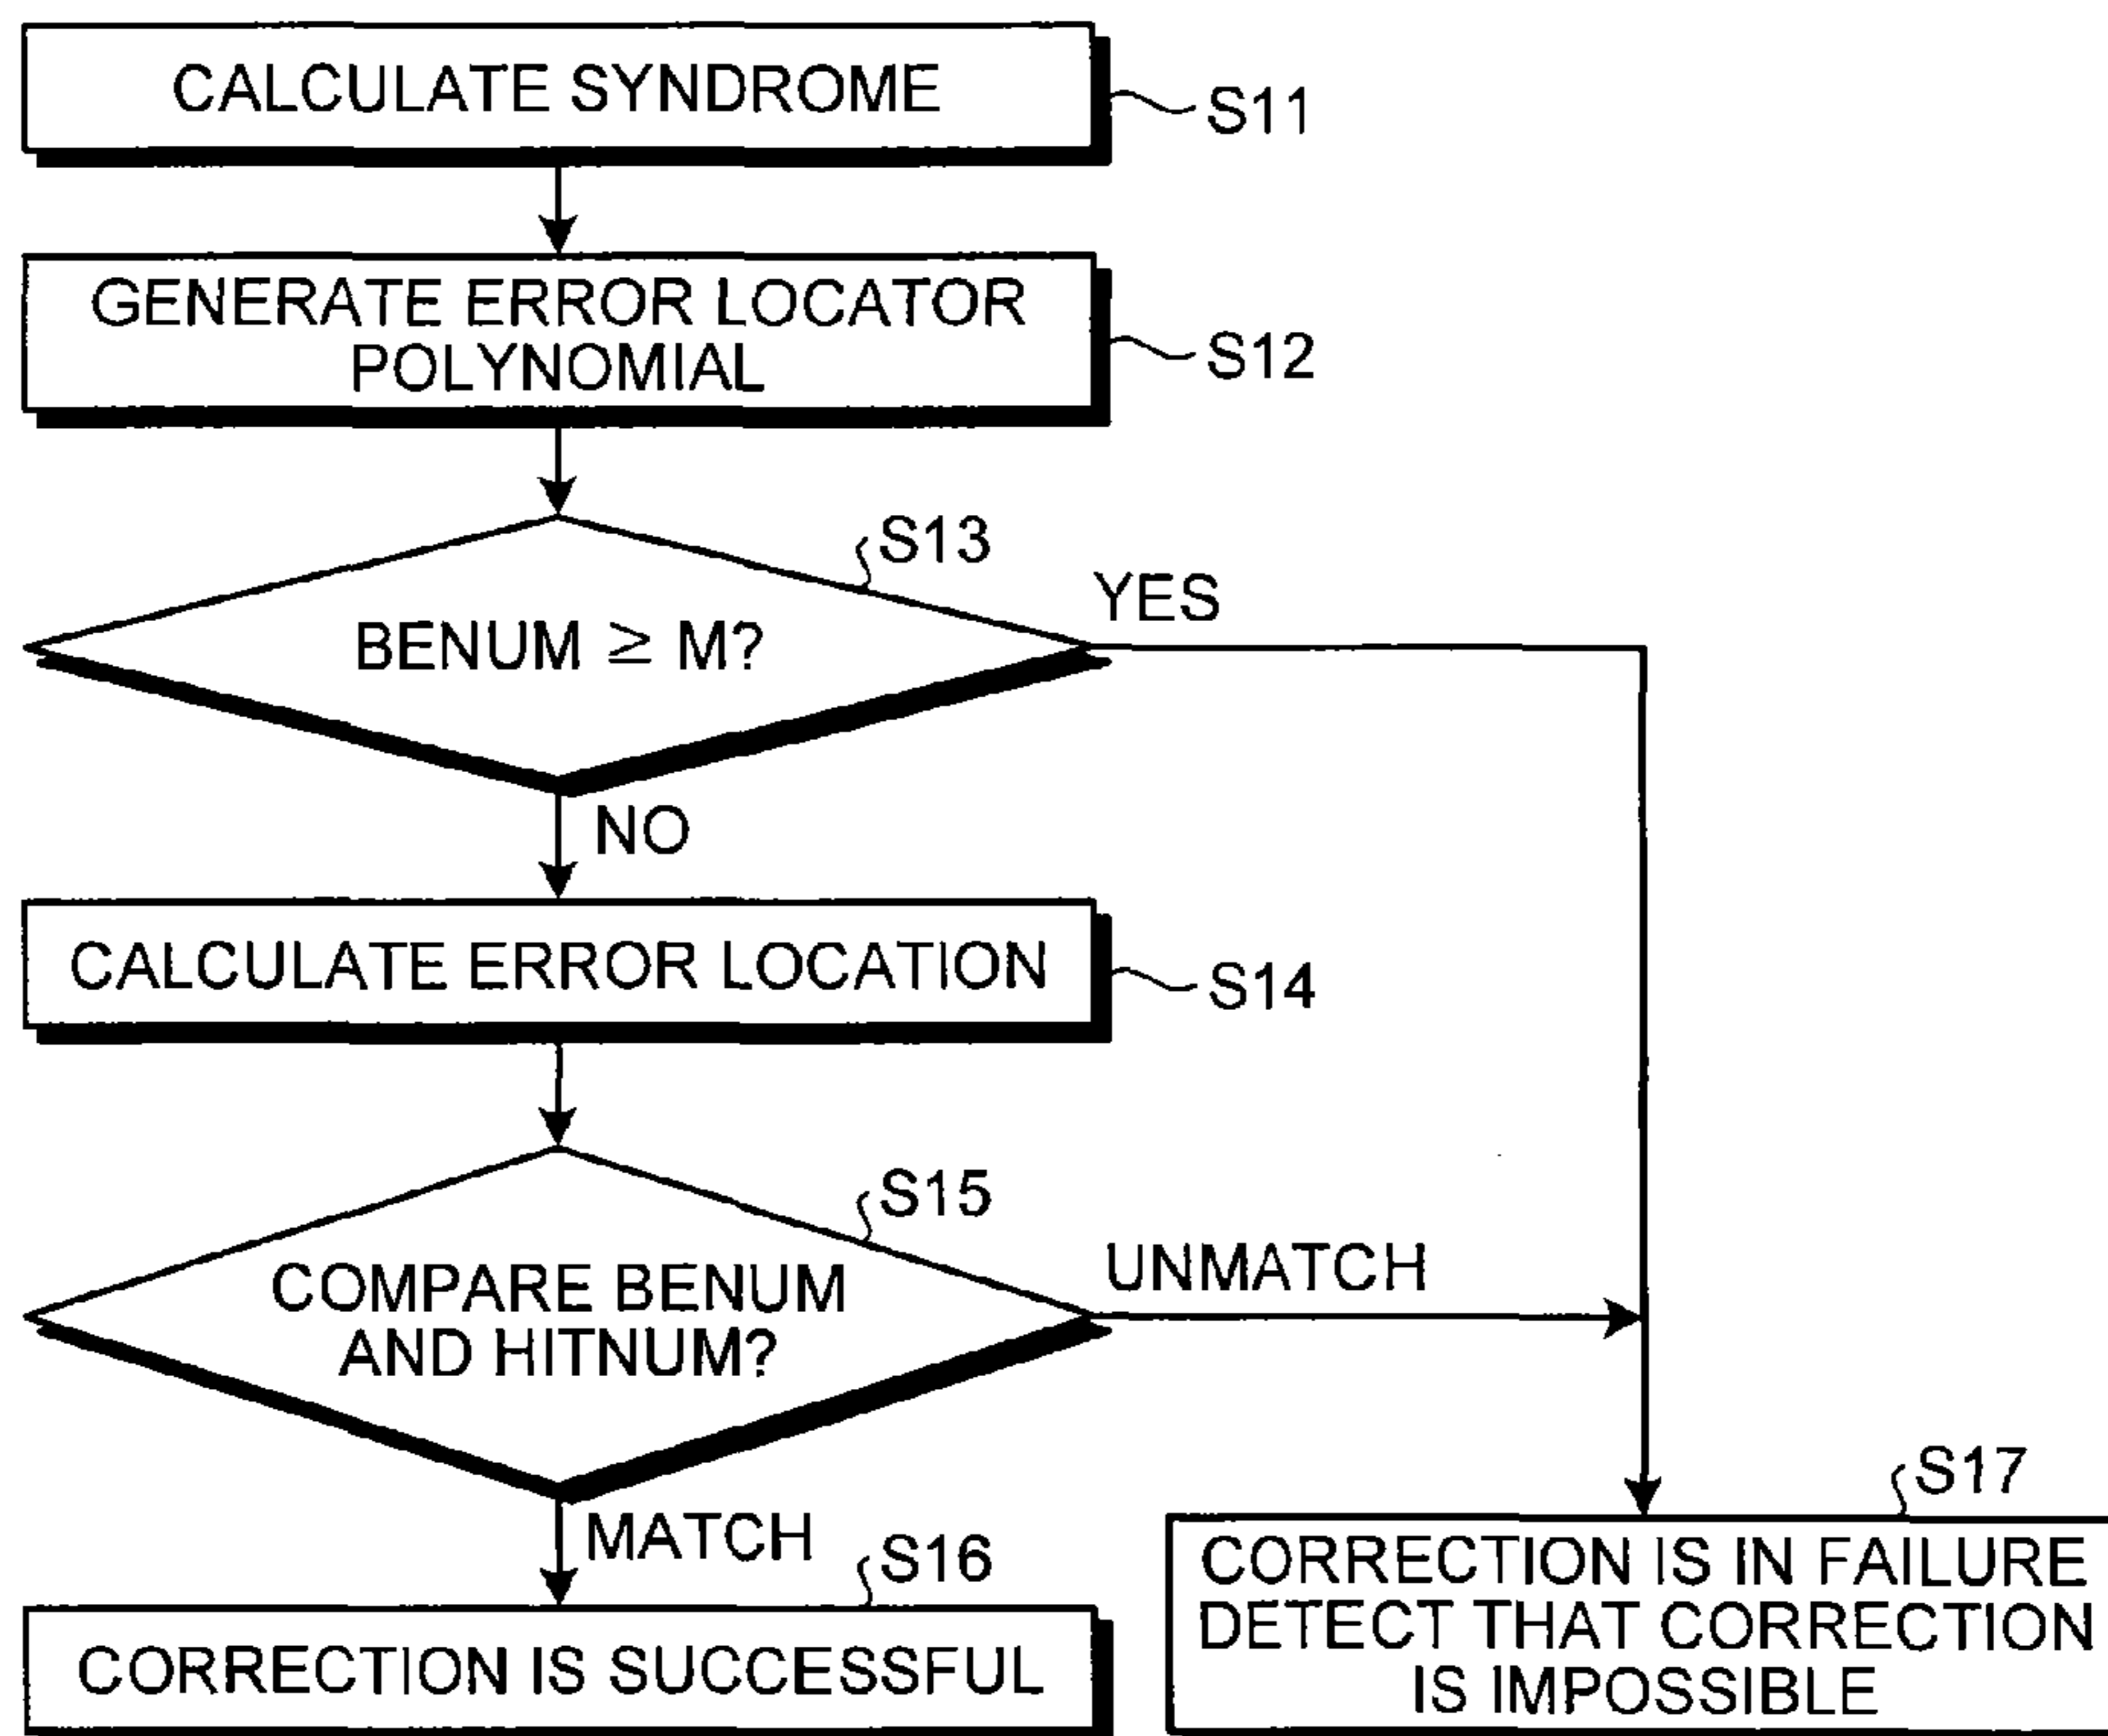 CALCULATE SYNDROME
S11
GENERATE ERROR LOCATOR
POLYNOMIAL
S12
S13
BENUM ≥ M?
YES
NO
CALCULATE ERROR LOCATION
S14
S15
COMPARE BENUM
AND HITNUM?
UNMATCH
MATCH
S16
CORRECTION IS SUCCESSFUL
S17
CORRECTION IS IN FAILURE
DETECT THAT CORRECTION
IS IMPOSSIBLE